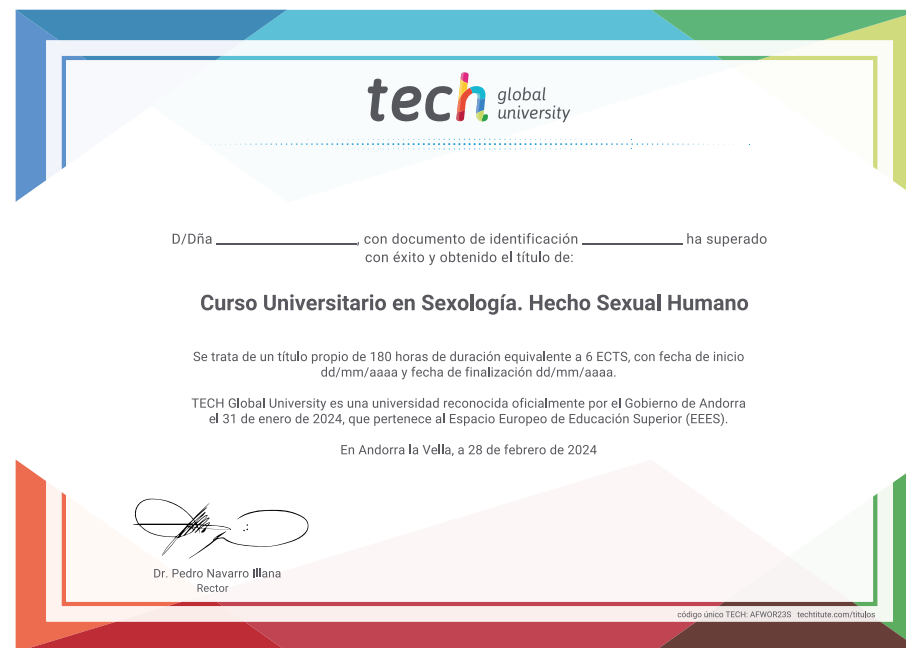 tech global
university
D/Dña ______________, con documento de identificación __________ ha superado
con éxito y obtenido el título de:
Curso Universitario en Sexología. Hecho Sexual Humano
Se trata de un título propio de 180 horas de duración equivalente a 6 ECTS, con fecha de inicio
dd/mm/aaaa y fecha de finalización dd/mm/aaaa.
TECH Global University es una universidad reconocida oficialmente por el Gobierno de Andorra
el 31 de enero de 2024, que pertenece al Espacio Europeo de Educación Superior (EEES).
En Andorra la Vella, a 28 de febrero de 2024
Dr. Pedro Navarro Illana
Rector
código único TECH: AFWOR23S techtitute.com/titulos